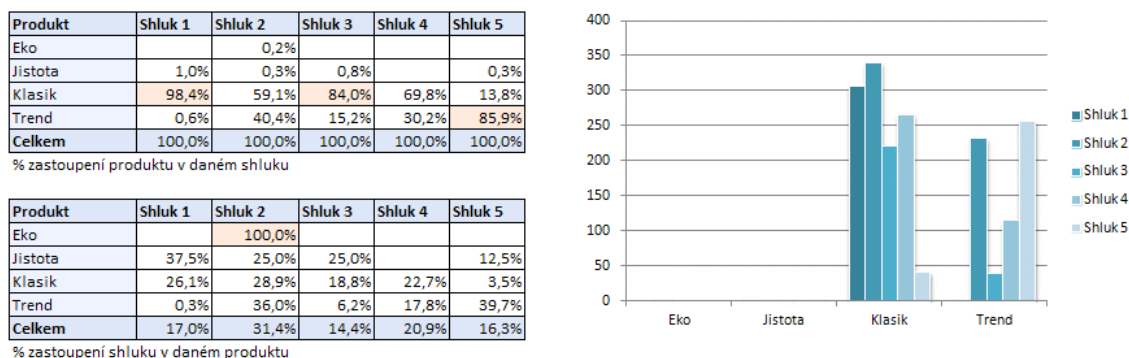 Produkt Shluk 1 Shluk 2 Shluk 3 Shluk 4 Shluk 5
Eko 0,2%
Jistota 1,0% 0,3% 0,8% 0,3%
Klasik 98,4% 59,1% 84,0% 69,8% 13,8%
Trend 0,6% 40,4% 15,2% 30,2% 85,9%
Celkem 100,0% 100,0% 100,0% 100,0% 100,0%
% zastoupení produktu v daném shluku
Produkt Shluk 1 Shluk 2 Shluk 3 Shluk 4 Shluk 5
Eko 100,0%
Jistota 37,5% 25,0% 25,0% 12,5%
Klasik 26,1% 28,9% 18,8% 22,7% 3,5%
Trend 0,3% 36,0% 6,2% 17,8% 39,7%
Celkem 17,0% 31,4% 14,4% 20,9% 16,3%
% zastoupení shluku v daném produktu
400
350
300
250
200
150
100
50
0
Eko Jistota Klasik Trend
Shluk 1
Shluk 2
Shluk 3
Shluk 4
Shluk 5